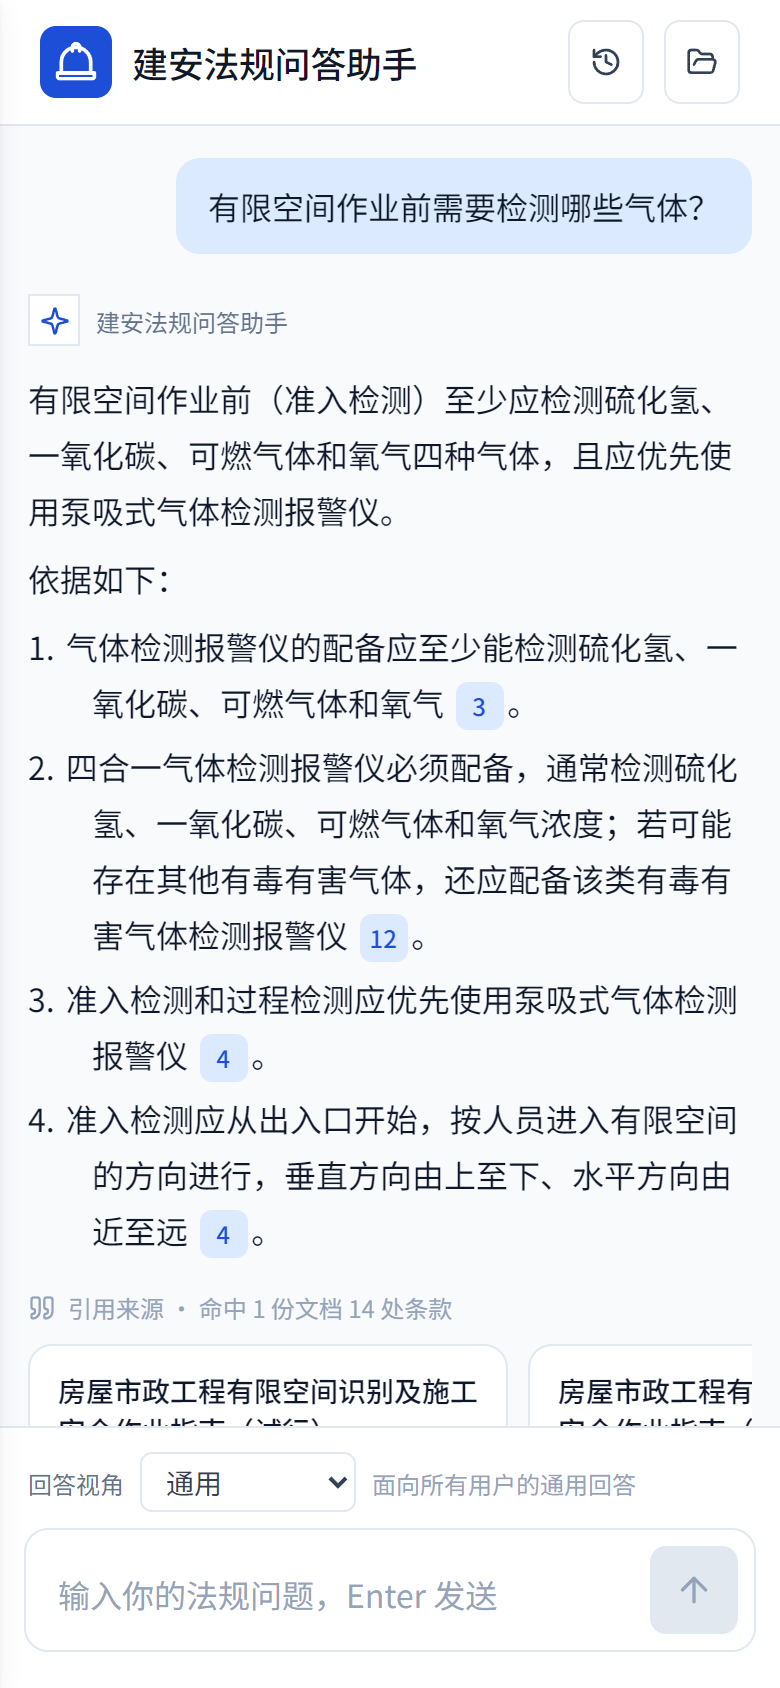 建安法规问答助手
有限空间作业前需要检测哪些气体？
建安法规问答助手
有限空间作业前（准入检测）至少应检测硫化氢、
一氧化碳、可燃气体和氧气四种气体，且应优先使
用泵吸式气体检测报警仪。
依据如下：
1. 气体检测报警仪的配备应至少能检测硫化氢、一
氧化碳、可燃气体和氧气 3 。
2. 四合一气体检测报警仪必须配备，通常检测硫化
氢、一氧化碳、可燃气体和氧气浓度；若可能
存在其他有毒有害气体，还应配备该类有毒有
害气体检测报警仪 12 。
3. 准入检测和过程检测应优先使用泵吸式气体检测
报警仪 4 。
4. 准入检测应从出入口开始，按人员进入有限空间
的方向进行，垂直方向由上至下、水平方向由
近至远 4 。
引用来源 · 命中 1 份文档 14 处条款
房屋市政工程有限空间识别及施工
安全作业指南（试行）
房屋市政工程有
安全作业指南（
回答视角 通用 面向所有用户的通用回答
输入你的法规问题，Enter 发送